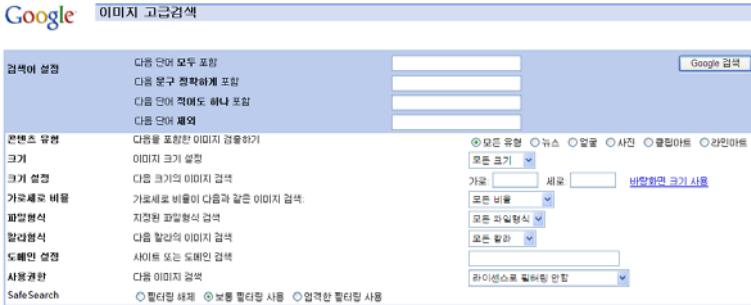 Google 이미지 고급검색
검색어 설정 다음 단어 모두 포함 Google 검색
다음 문구 정확하게 포함
다음 단어 적어도 하나 포함
다음 단어 제외
콘텐츠 유형 다음을 포함한 이미지 검출하기 모든 유형 뉴스 얼굴 사진 클립아트 라인아트
크기 이미지 크기 설정 모든 크기
크기 설정 다음 크기의 이미지 검색 가로: 세로: 바탕화면 크기 사용
가로세로 비율 가로세로 비율이 다음과 같은 이미지 검색: 모든 비율
파일형식 지정된 파일형식 검색 모든 파일형식
칼라형식 다음 칼라의 이미지 검색 모든 칼라
도메인 설정 사이트 또는 도메인 검색
사용권한 다음 이미지 검색 라이센스로 필터링 안함
SafeSearch 필터링 해제 보통 필터링 사용 엄격한 필터링 사용